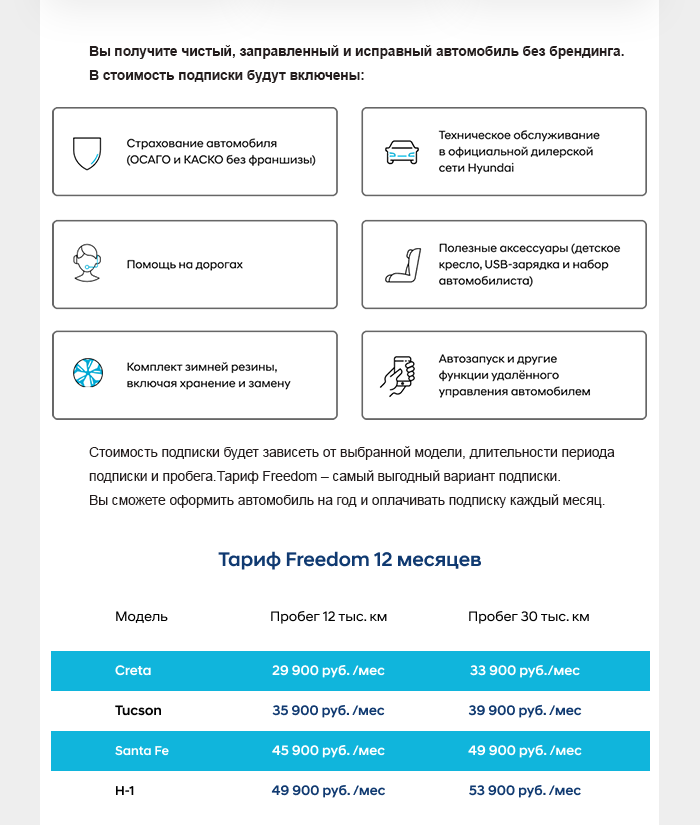 Вы получите чистый, заправленный и исправный автомобиль без брендинга.
В стоимость подписки будут включены:
Страхование автомобиля
(ОСАГО и КАСКО без франшизы)
Техническое обслуживание
в официальной дилерской
сети Hyundai
Помощь на дорогах
Полезные аксессуары (детское
кресло, USB-зарядка и набор
автомобилиста)
Комплект зимней резины,
включая хранение и замену
Автозапуск и другие
функции удалённого
управления автомобилем
Стоимость подписки будет зависеть от выбранной модели, длительности периода
подписки и пробега.Тариф Freedom – самый выгодный вариант подписки.
Вы сможете оформить автомобиль на год и оплачивать подписку каждый месяц.
Тариф Freedom 12 месяцев
Модель Пробег 12 тыс. км Пробег 30 тыс. км
Creta 29 900 руб. /мес 33 900 руб./мес
Tucson 35 900 руб. /мес 39 900 руб. /мес
Santa Fe 45 900 руб. /мес 49 900 руб. /мес
H-1 49 900 руб. /мес 53 900 руб. /мес